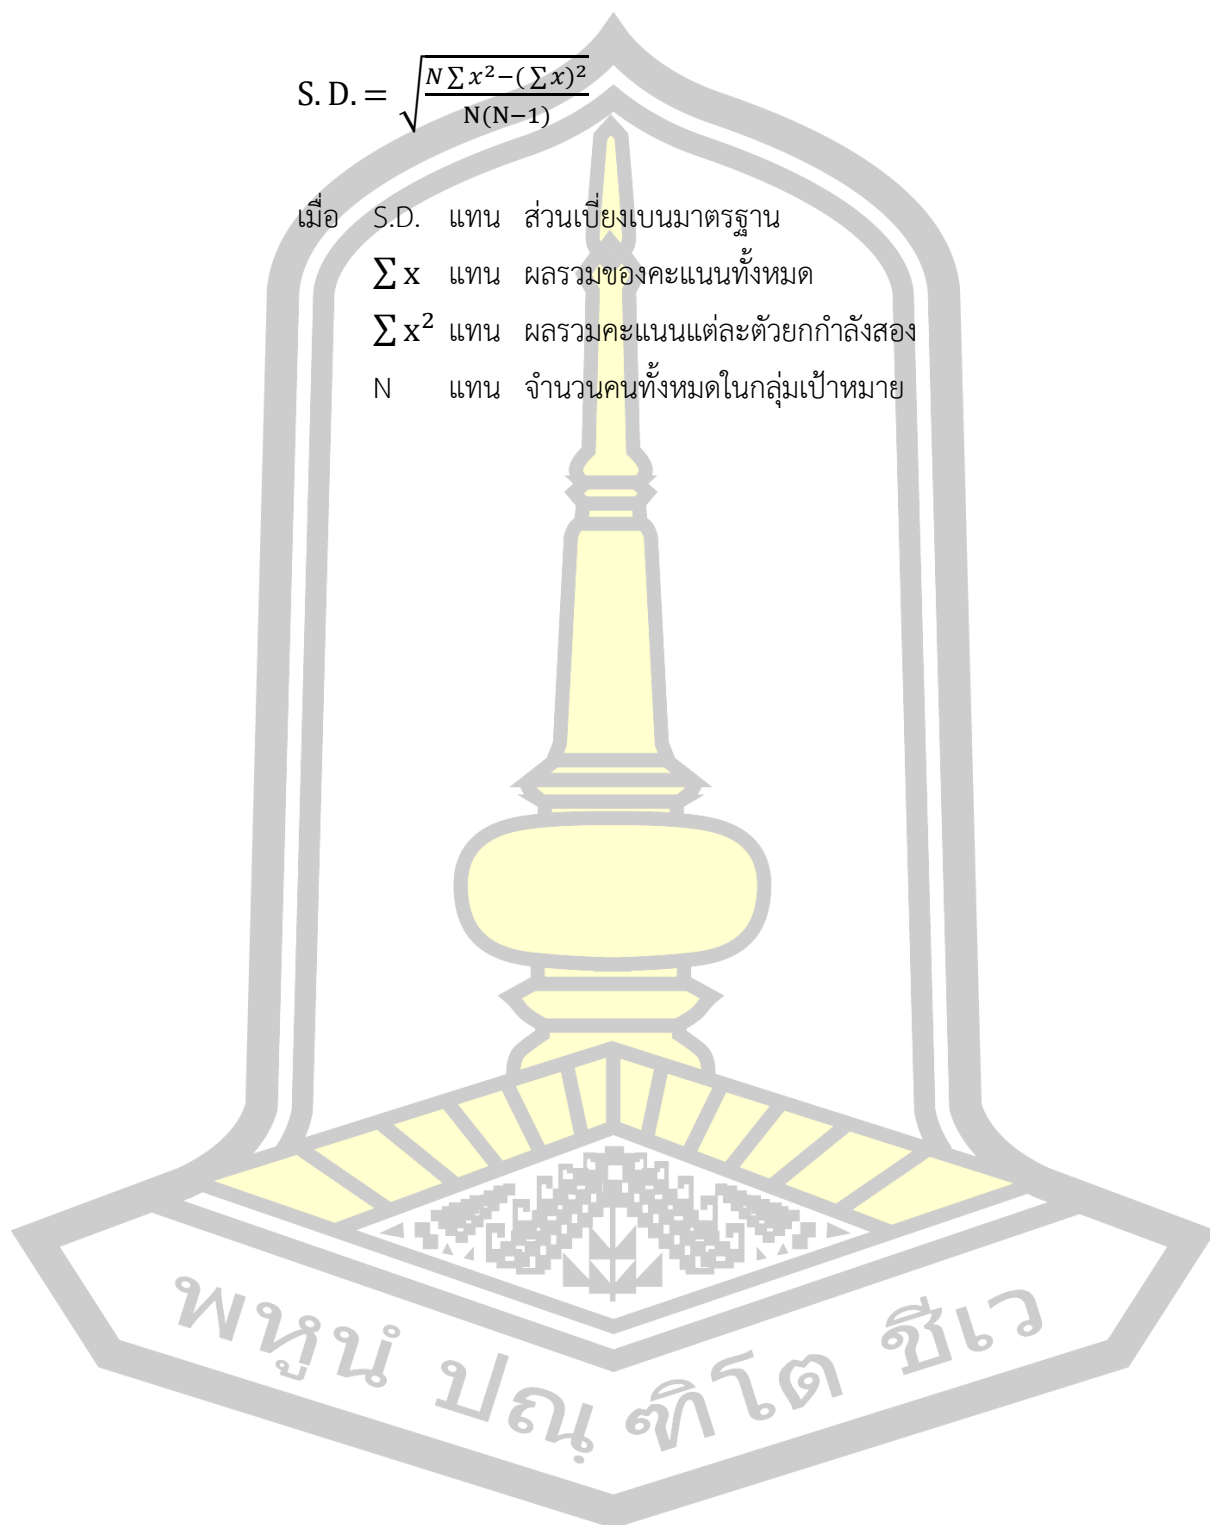 S.D. = √((N∑x²−(∑x)²)/(N(N−1)))
เมื่อ S.D. แทน ส่วนเบี่ยงเบนมาตรฐาน
∑x แทน ผลรวมของคะแนนทั้งหมด
∑x² แทน ผลรวมคะแนนแต่ละตัวยกกำลังสอง
N แทน จำนวนคนทั้งหมดในกลุ่มเป้าหมาย
พหูนํ ปณฺฑิโต ชีเว